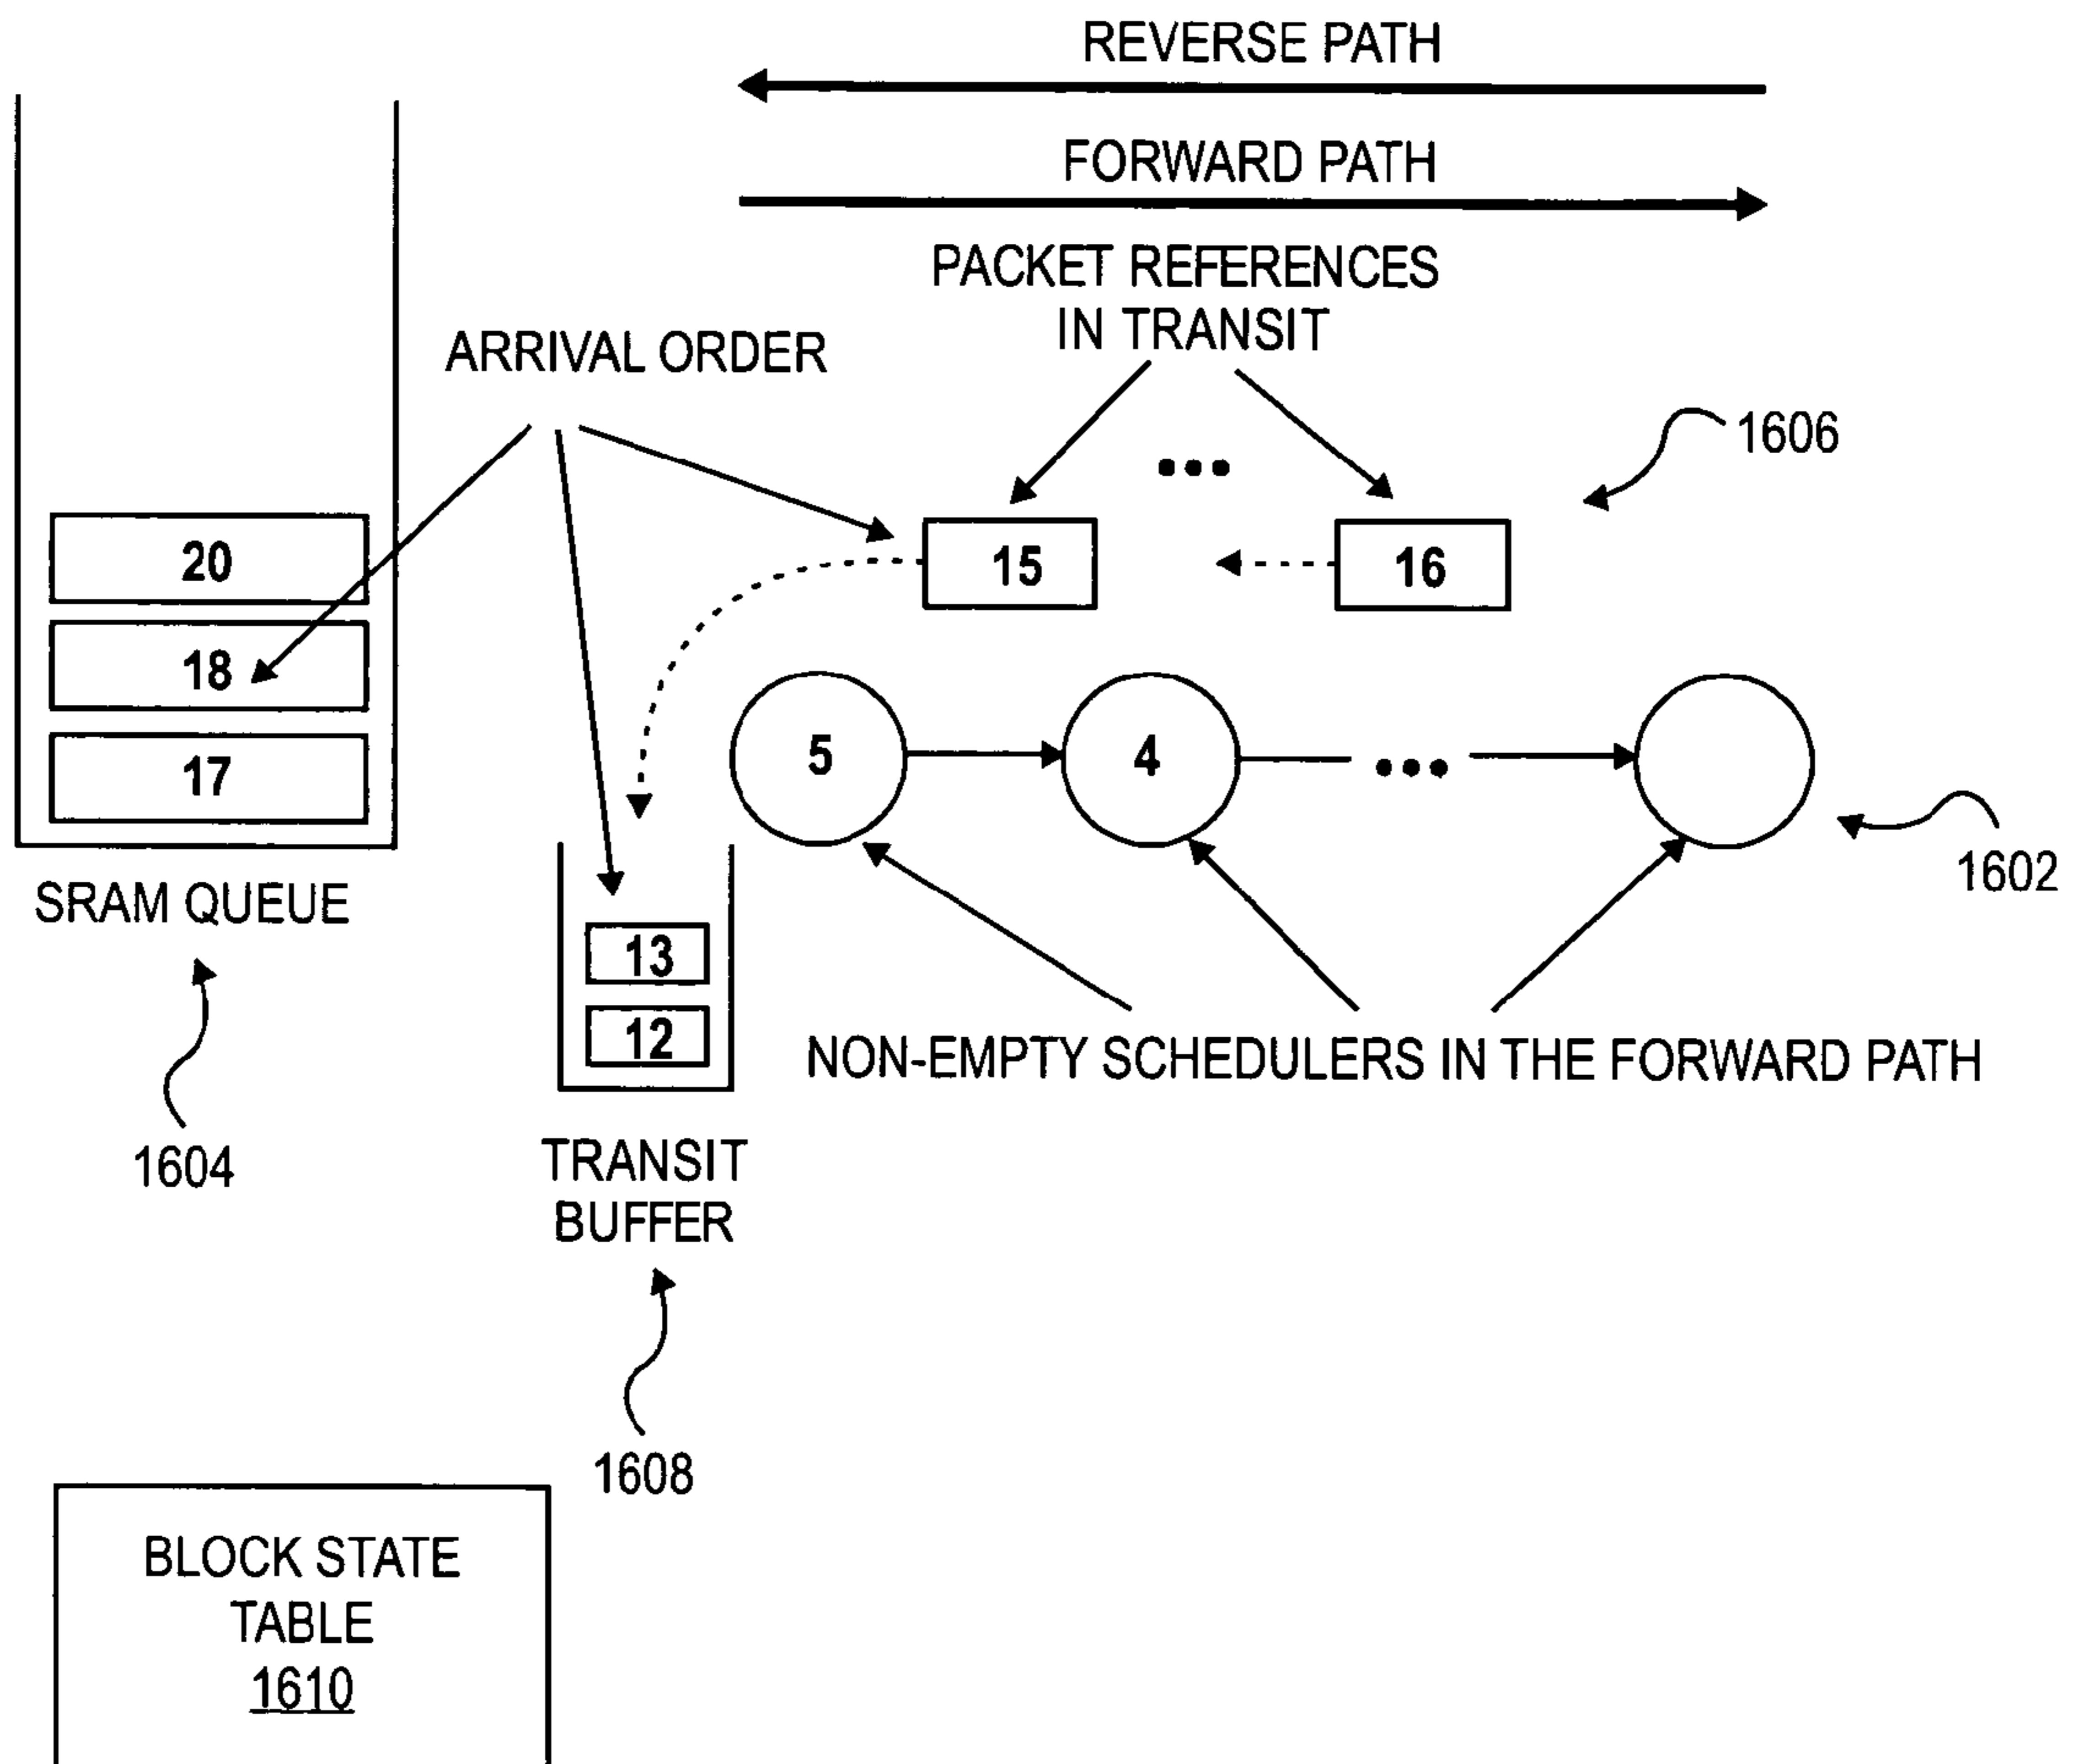 REVERSE PATH
FORWARD PATH
PACKET REFERENCES
IN TRANSIT
ARRIVAL ORDER
1606
20
18
17
15
16
5
4
SRAM QUEUE
1604
13
12
TRANSIT
BUFFER
1608
1602
NON-EMPTY SCHEDULERS IN THE FORWARD PATH
BLOCK STATE
TABLE
1610